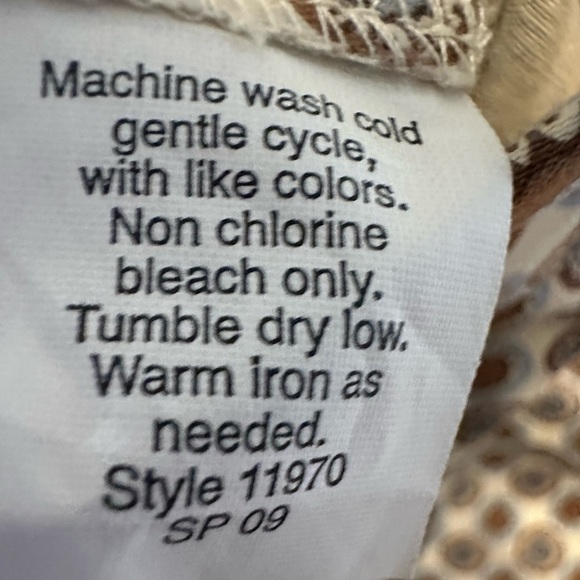 Machine wash cold
gentle cycle,
with like colors.
Non chlorine
bleach only.
Tumble dry low.
Warm iron as
needed.
Style 11970
SP 09